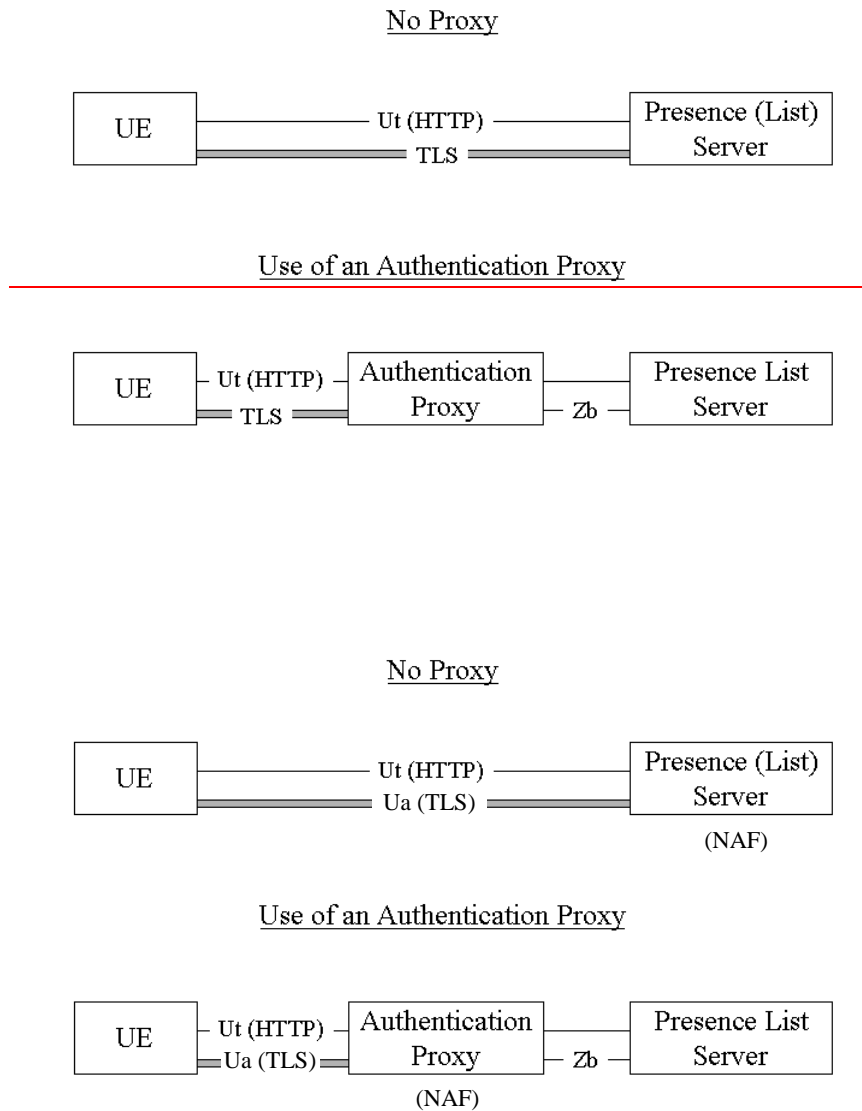 No Proxy
UE
Ut (HTTP)
TLS
Presence (List)
Server
Use of an Authentication Proxy
UE
Ut (HTTP)
TLS
Authentication
Proxy
Zb
Presence List
Server
No Proxy
UE
Ut (HTTP)
Ua (TLS)
Presence (List)
Server
(NAF)
Use of an Authentication Proxy
UE
Ut (HTTP)
Ua (TLS)
Authentication
Proxy
(NAF)
Zb
Presence List
Server